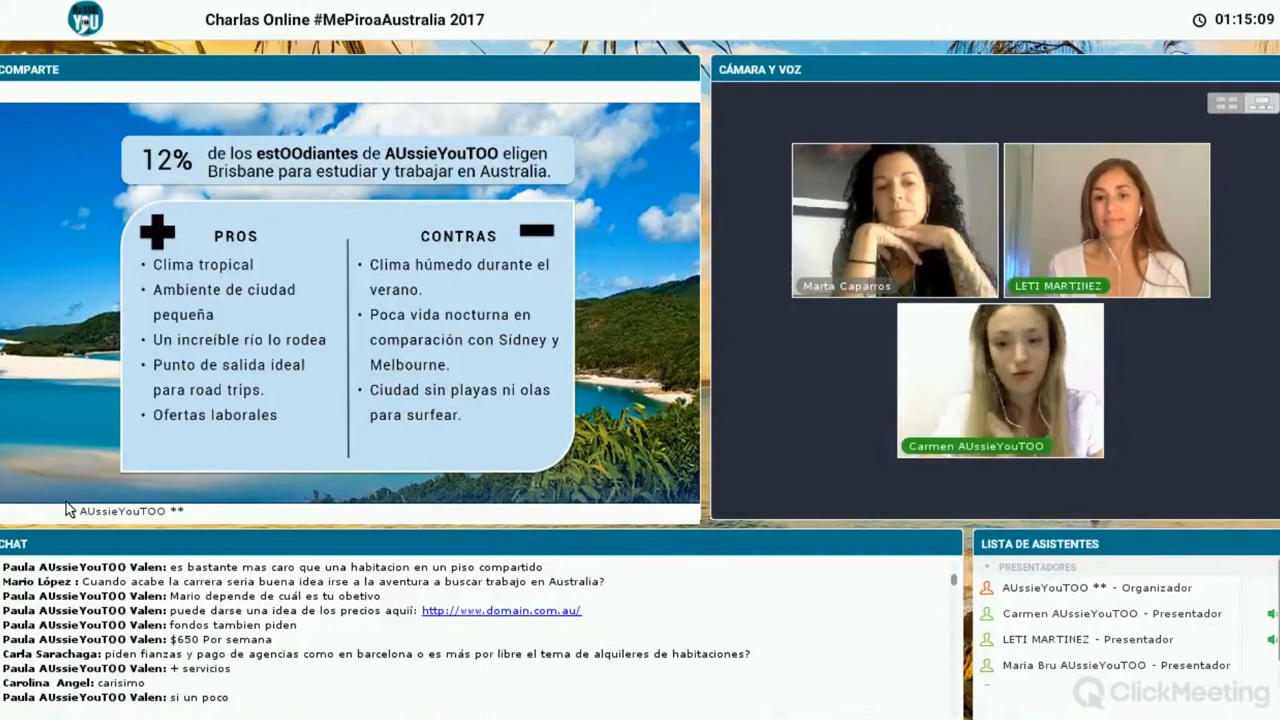 AUSSIE
YOU
Charlas Online #MePiroaAustralia 2017
01:15:09
COMPARTE
CÁMARA Y VOZ
12%
de los estOOdiantes de AUssieYouTOO eligen
Brisbane para estudiar y trabajar en Australia.
PROS
• Clima tropical
• Ambiente de ciudad
pequeña
• Un increíble río lo rodea
• Punto de salida ideal
para road trips.
• Ofertas laborales
CONTRAS
• Clima húmedo durante el
verano.
• Poca vida nocturna en
comparación con Sídney y
Melbourne.
• Ciudad sin playas ni olas
para surfear.
Marta Caparros
LETI MARTINEZ
Carmen AUssieYouTOO
AUssieYouTOO **
CHAT
Paula AUssieYouTOO Valen: es bastante mas caro que una habitacion en un piso compartido
Mario López : Cuando acabe la carrera seria buena idea irse a la aventura a buscar trabajo en Australia?
Paula AUssieYouTOO Valen: Mario depende de cuál es tu obetivo
Paula AUssieYouTOO Valen: puede darse una idea de los precios aquíi: http://www.domain.com.au/
Paula AUssieYouTOO Valen: fondos tambien piden
Paula AUssieYouTOO Valen: $650 Por semana
Carla Sarachaga: piden fianzas y pago de agencias como en barcelona o es más por libre el tema de alquileres de habitaciones?
Paula AUssieYouTOO Valen: + servicios
Carolina Angel: carisimo
Paula AUssieYouTOO Valen: si un poco
LISTA DE ASISTENTES
PRESENTADORES
AUssieYouTOO ** - Organizador
Carmen AUssieYouTOO - Presentador
LETI MARTINEZ - Presentador
Maria Bru AUssieYouTOO - Presentador
ClickMeeting